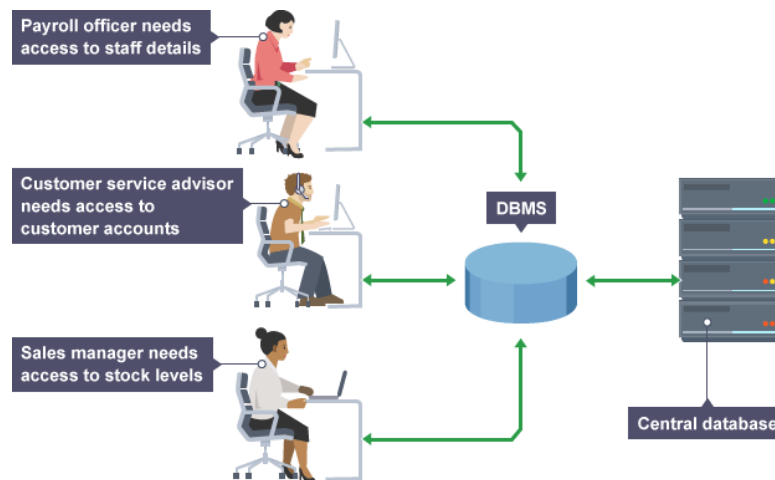 Payroll officer needs
access to staff details
Customer service advisor
needs access to
customer accounts
DBMS
Sales manager needs
access to stock levels
Central database